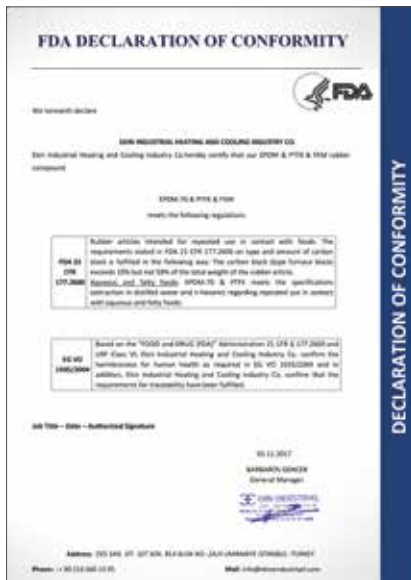 FDA DECLARATION OF CONFORMITY
FDA
We herewith declare
EKIN INDUSTRIAL HEATING AND COOLING INDUSTRY CO.
Ekin Industrial Heating and Cooling Industry Co hereby certify that our EPDM & PTFE & FKM rubber
compound
EPDM-70 & PTFE & FKM
meets the following regulations:
FDA 21
CFR
177.2600
Rubber articles intended for repeated use in contact with foods. The
requirements stated in FDA 21 CFR 177.2600 on type and amount of carbon
black is fulfilled in the following way: The carbon black (type furnace black)
exceeds 10% but not 50% of the total weight of the rubber article.
Aqueous and fatty foods: EPDM-70 & PTFE meets the specifications
extraction in distilled water and n-hexane) regarding repeated use in contact
with aqueous and fatty foods.
EG VO
1935/2004
Based on the "FOOD and DRUG (FDA)" Administration 21 CFR § 177.2600 and
USP Class VI, Ekin Industrial Heating and Cooling Industry Co. confirm the
harmlessness for human health as required in EG VO 1935/2004 and in
addition, Ekin Industrial Heating and Cooling Industry Co. confirm that the
requirements for traceability have been fulfilled.
Job Title – Date – Authorized Signature
2017
General Manager
EKIN INDUSTRIAL
Address:
ISTANBUL TURKEY
Phone:
Mail: info@ekinendustriyel.com
DECLARATION OF CONFORMITY